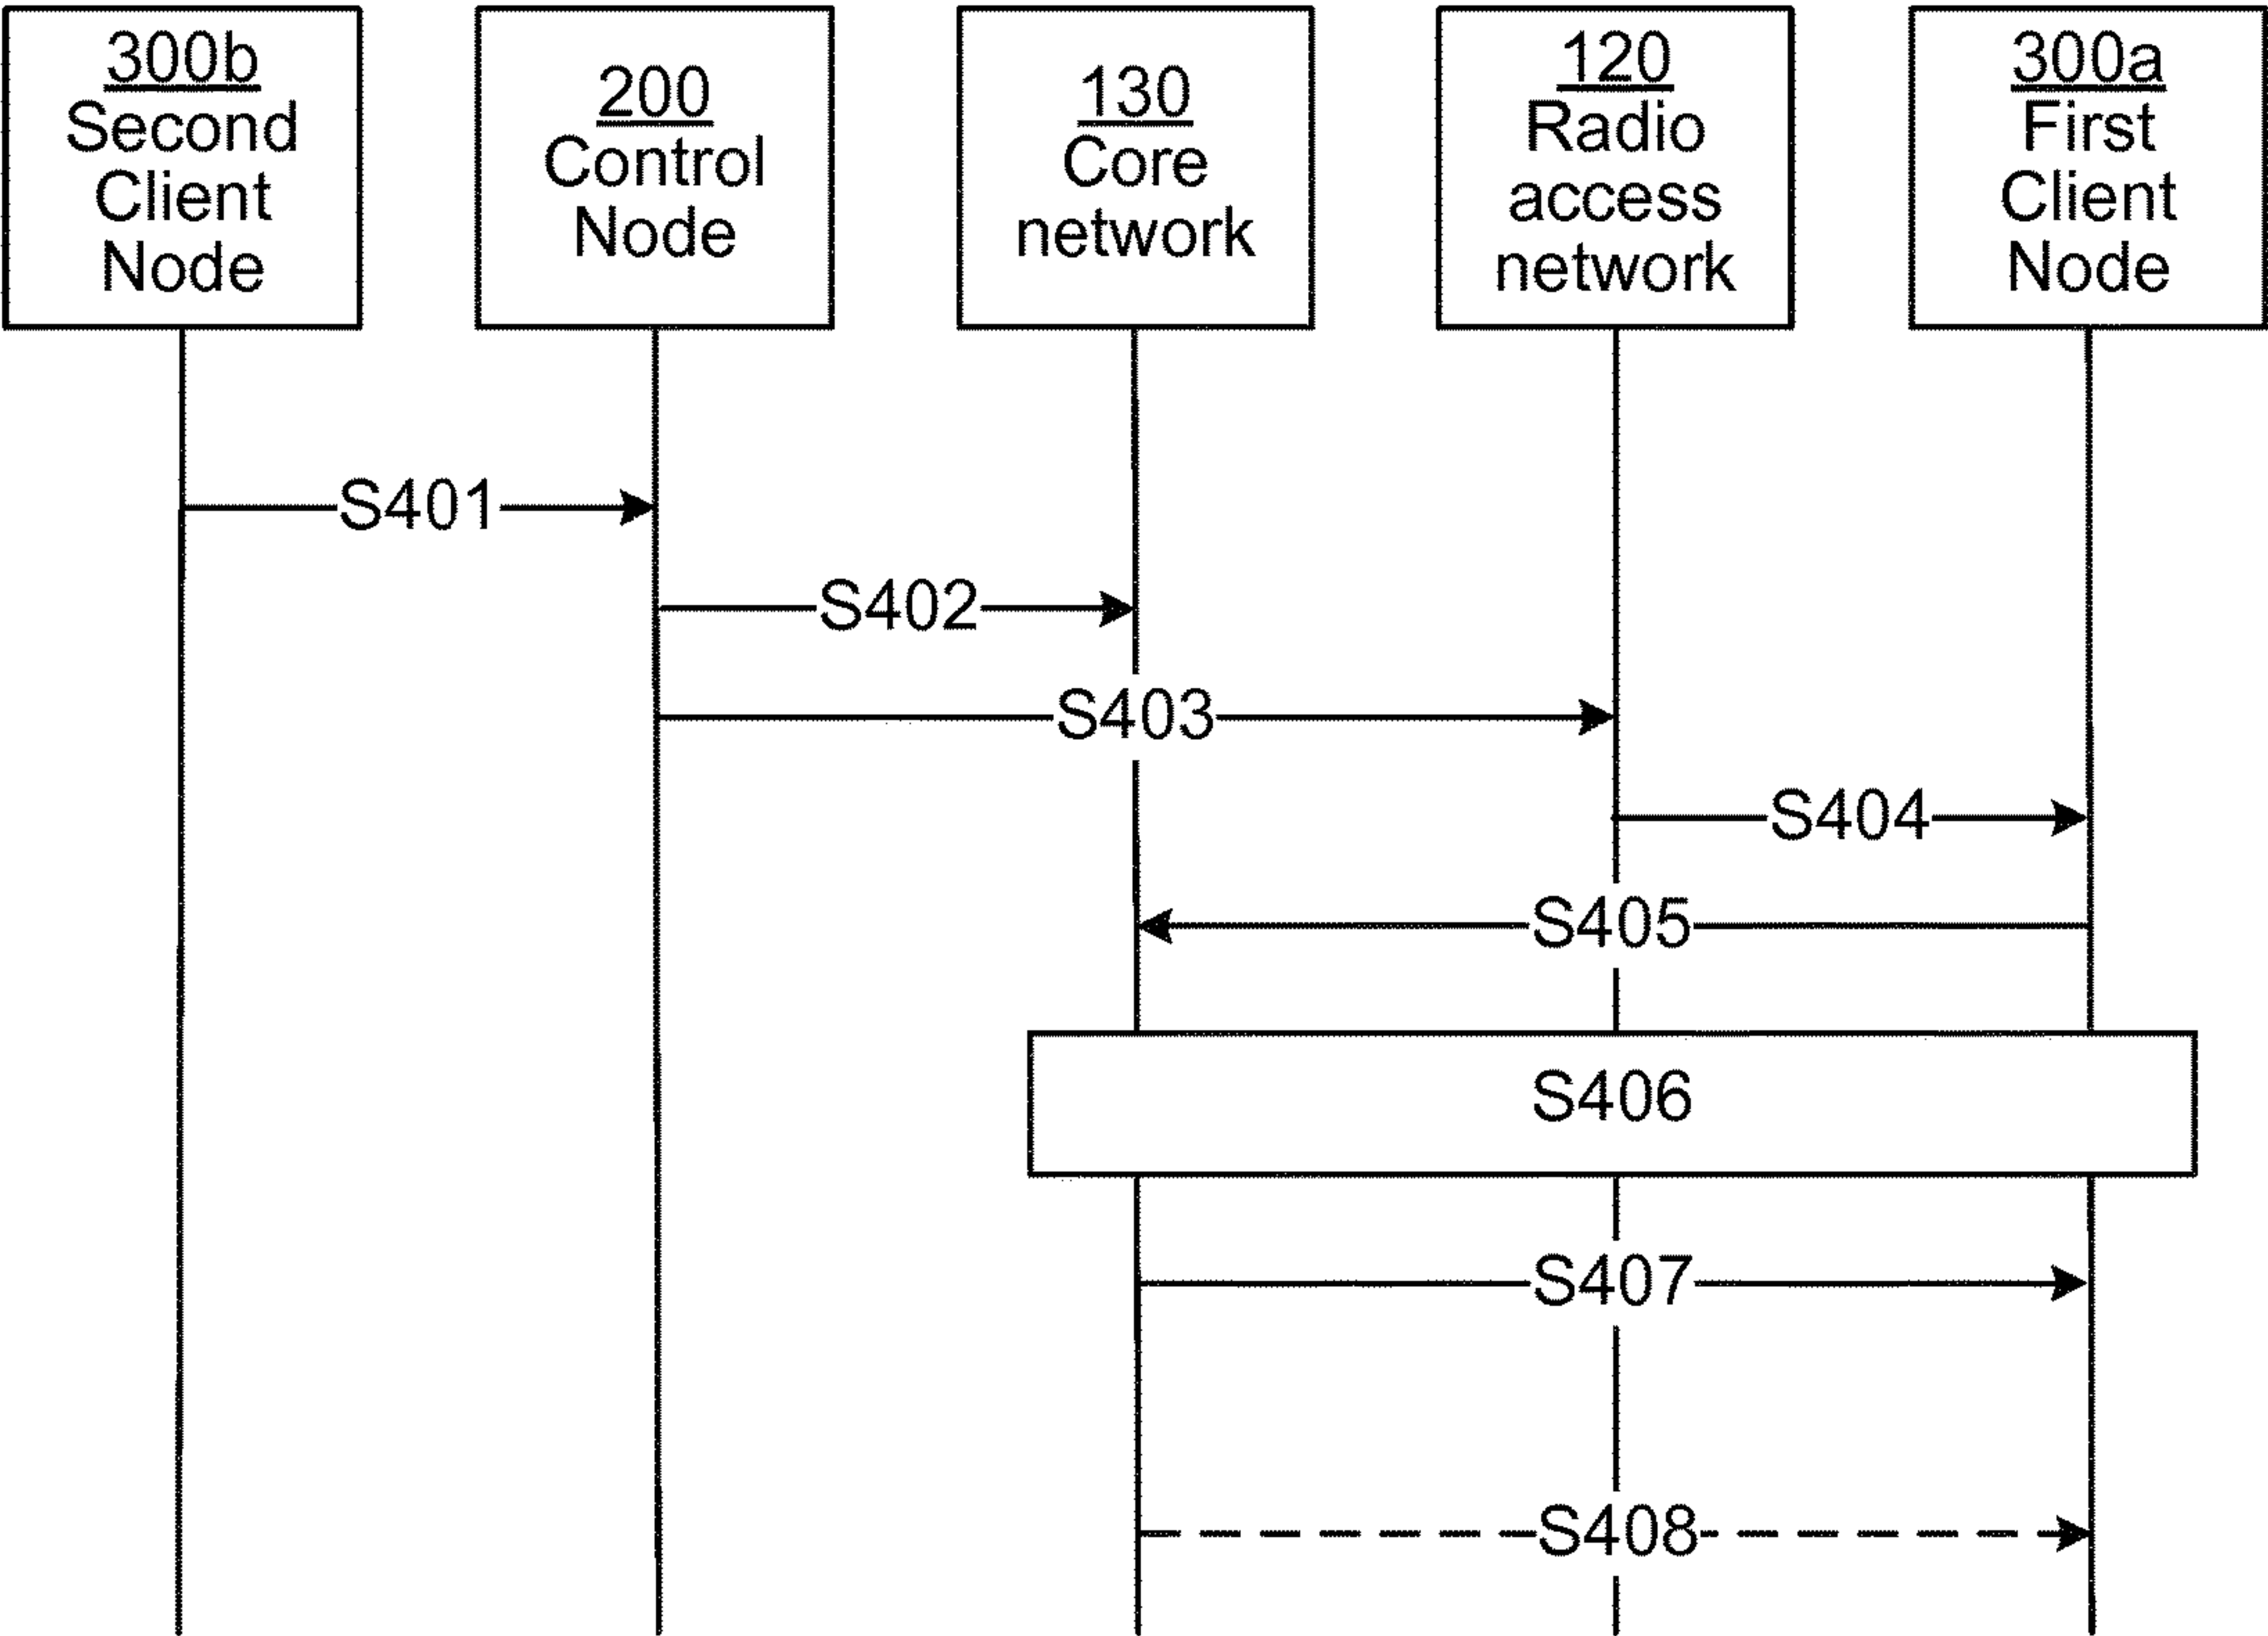 300b
Second
Client
Node
200
Control
Node
130
Core
network
120
Radio
access
network
300a
First
Client
Node
S401
S402
S403
S404
S405
S406
S407
S408